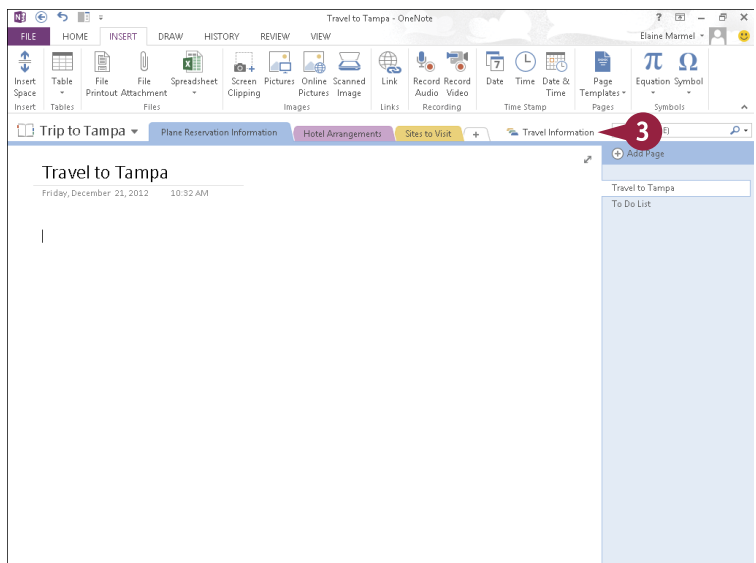 Travel to Tampa - OneNote
?
FILE HOME INSERT DRAW HISTORY REVIEW VIEW Elaine Marmel
Insert Space
Table
File Printout
File Attachment
Spreadsheet
Screen Clipping
Pictures
Online Pictures
Scanned Image
Link
Record Audio
Record Video
Date
Time
Date & Time
Page Templates
π
Equation
Ω
Symbol
Insert Tables Files Images Links Recording Time Stamp Pages Symbols
Trip to Tampa Plane Reservation Information Hotel Arrangements Sites to Visit + Travel Information 3 E)
Add Page
Travel to Tampa
Friday, December 21, 2012 10:32 AM
Travel to Tampa
To Do List